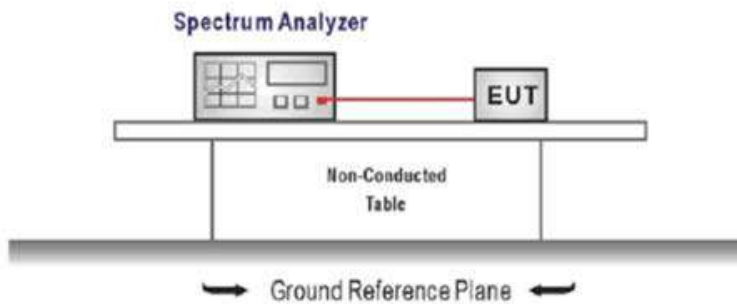 Spectrum Analyzer
EUT
Non-Conducted
Table
Ground Reference Plane